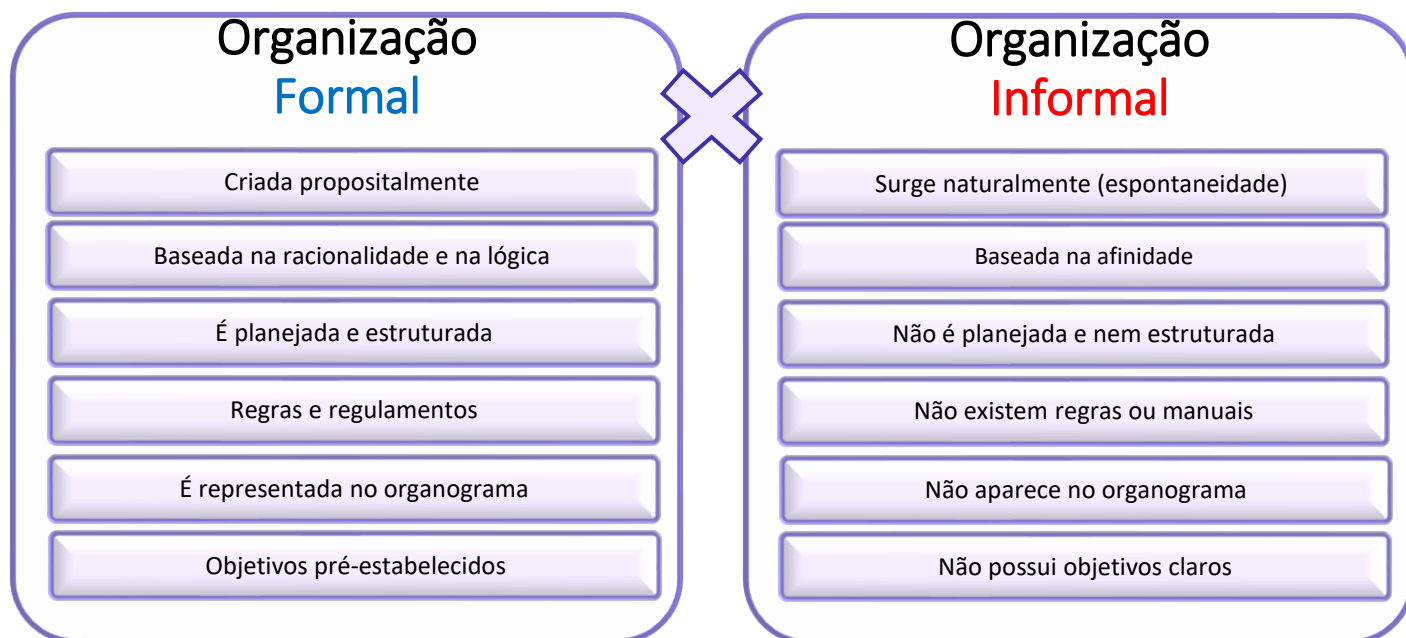 Organização
Formal
Criada propositalmente
Baseada na racionalidade e na lógica
É planejada e estruturada
Regras e regulamentos
É representada no organograma
Objetivos pré-estabelecidos
Organização
Informal
Surge naturalmente (espontaneidade)
Baseada na afinidade
Não é planejada e nem estruturada
Não existem regras ou manuais
Não aparece no organograma
Não possui objetivos claros